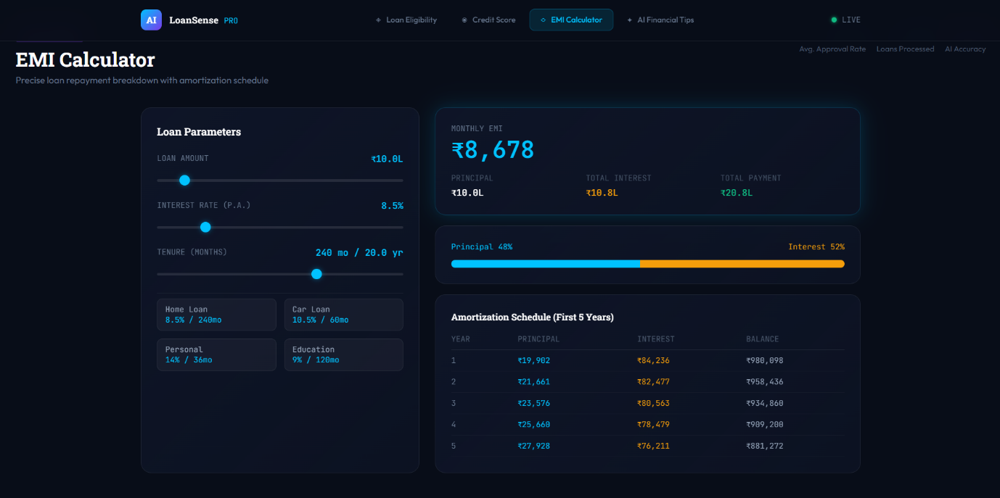 AI LoanSense PRO
Loan Eligibility
Credit Score
EMI Calculator
AI Financial Tips
LIVE
EMI Calculator
Precise loan repayment breakdown with amortization schedule
Avg. Approval Rate
Loans Processed
AI Accuracy
Loan Parameters
LOAN AMOUNT ₹10.0L
INTEREST RATE (P.A.) 8.5%
TENURE (MONTHS) 240 mo / 20.0 yr
Home Loan
8.5% / 240mo
Car Loan
10.5% / 60mo
Personal
14% / 36mo
Education
9% / 120mo
MONTHLY EMI
₹8,678
PRINCIPAL
₹10.0L
TOTAL INTEREST
₹10.8L
TOTAL PAYMENT
₹20.8L
Principal 48% Interest 52%
Amortization Schedule (First 5 Years)
YEAR PRINCIPAL INTEREST BALANCE
1 ₹19,902 ₹84,236 ₹980,098
2 ₹21,661 ₹82,477 ₹958,436
3 ₹23,576 ₹80,563 ₹934,860
4 ₹25,660 ₹78,479 ₹909,200
5 ₹27,928 ₹76,211 ₹881,272